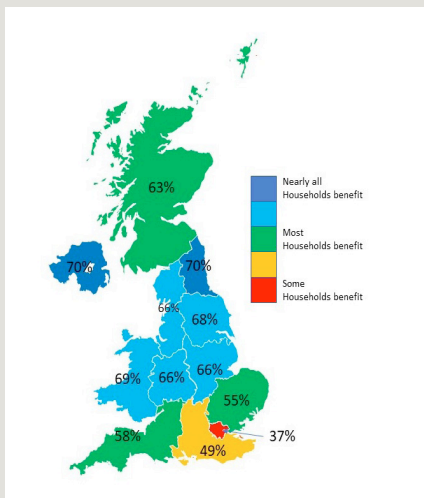 63%
Nearly all
Households benefit
Most
Households benefit
Some
Households benefit
70%
70%
66%
68%
69%
66%
66%
55%
58%
49%
37%